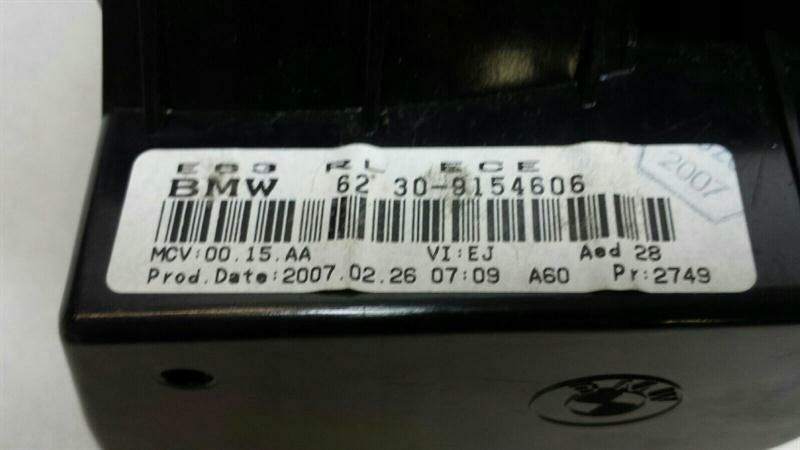 E60 RL ECE
BMW 62 30-9154606
2007
MCV:00.15.AA VI:EJ Aed 28
Prod.Date:2007.02.26 07:09 A60 Pr:2749
BMW